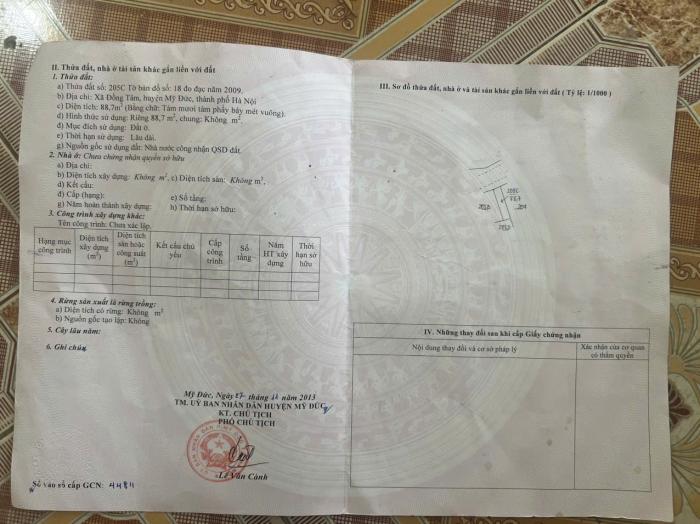 II. Thửa đất, nhà ở tài sản khác gắn liền với đất
1. Thửa đất:
a) Thửa đất số: 205C Tờ bản đồ số: 18 đo đạc năm 2009.
b) Địa chỉ: Xã Đồng Tâm, huyện Mỹ Đức, thành phố Hà Nội
c) Diện tích: 88,7m² (Bằng chữ: Tám mươi tám phẩy bảy mét vuông).
d) Hình thức sử dụng: Riêng 88,7 m², chung: Không m².
đ) Mục đích sử dụng: Đất ở.
e) Thời hạn sử dụng: Lâu dài.
g) Nguồn gốc sử dụng đất: Nhà nước công nhận QSD đất.
2. Nhà ở: Chưa chứng nhận quyền sở hữu
a) Địa chỉ:
b) Diện tích xây dựng: Không m², c) Diện tích sàn: Không m².
d) Kết cấu:
đ) Cấp (hạng): e) Số tầng:
g) Năm hoàn thành xây dựng: h) Thời hạn sở hữu:
3. Công trình xây dựng khác:
Tên công trình: Chưa xác lập.
Hạng mục công trình
Diện tích xây dựng (m²)
Diện tích sàn hoặc công suất (m²)
Kết cấu chủ yếu
Cấp công trình
Số tầng
Năm HT xây dựng
Thời hạn sở hữu
4. Rừng sản xuất là rừng trồng:
a) Diện tích có rừng: Không m²
b) Nguồn gốc tạo lập: Không
5. Cây lâu năm:
6. Ghi chú:
Mỹ Đức, Ngày tháng năm 2013
TM. UỶ BAN NHÂN DÂN HUYỆN MỸ ĐỨC
KT. CHỦ TỊCH
PHÓ CHỦ TỊCH
Lê Văn Cảnh
Số vào sổ cấp GCN:
III. Sơ đồ thửa đất, nhà ở và tài sản khác gắn liền với đất ( Tỷ lệ: 1/1000 )
205C
IV. Những thay đổi sau khi cấp Giấy chứng nhận
Nội dung thay đổi và cơ sở pháp lý
Xác nhận của cơ quan có thẩm quyền